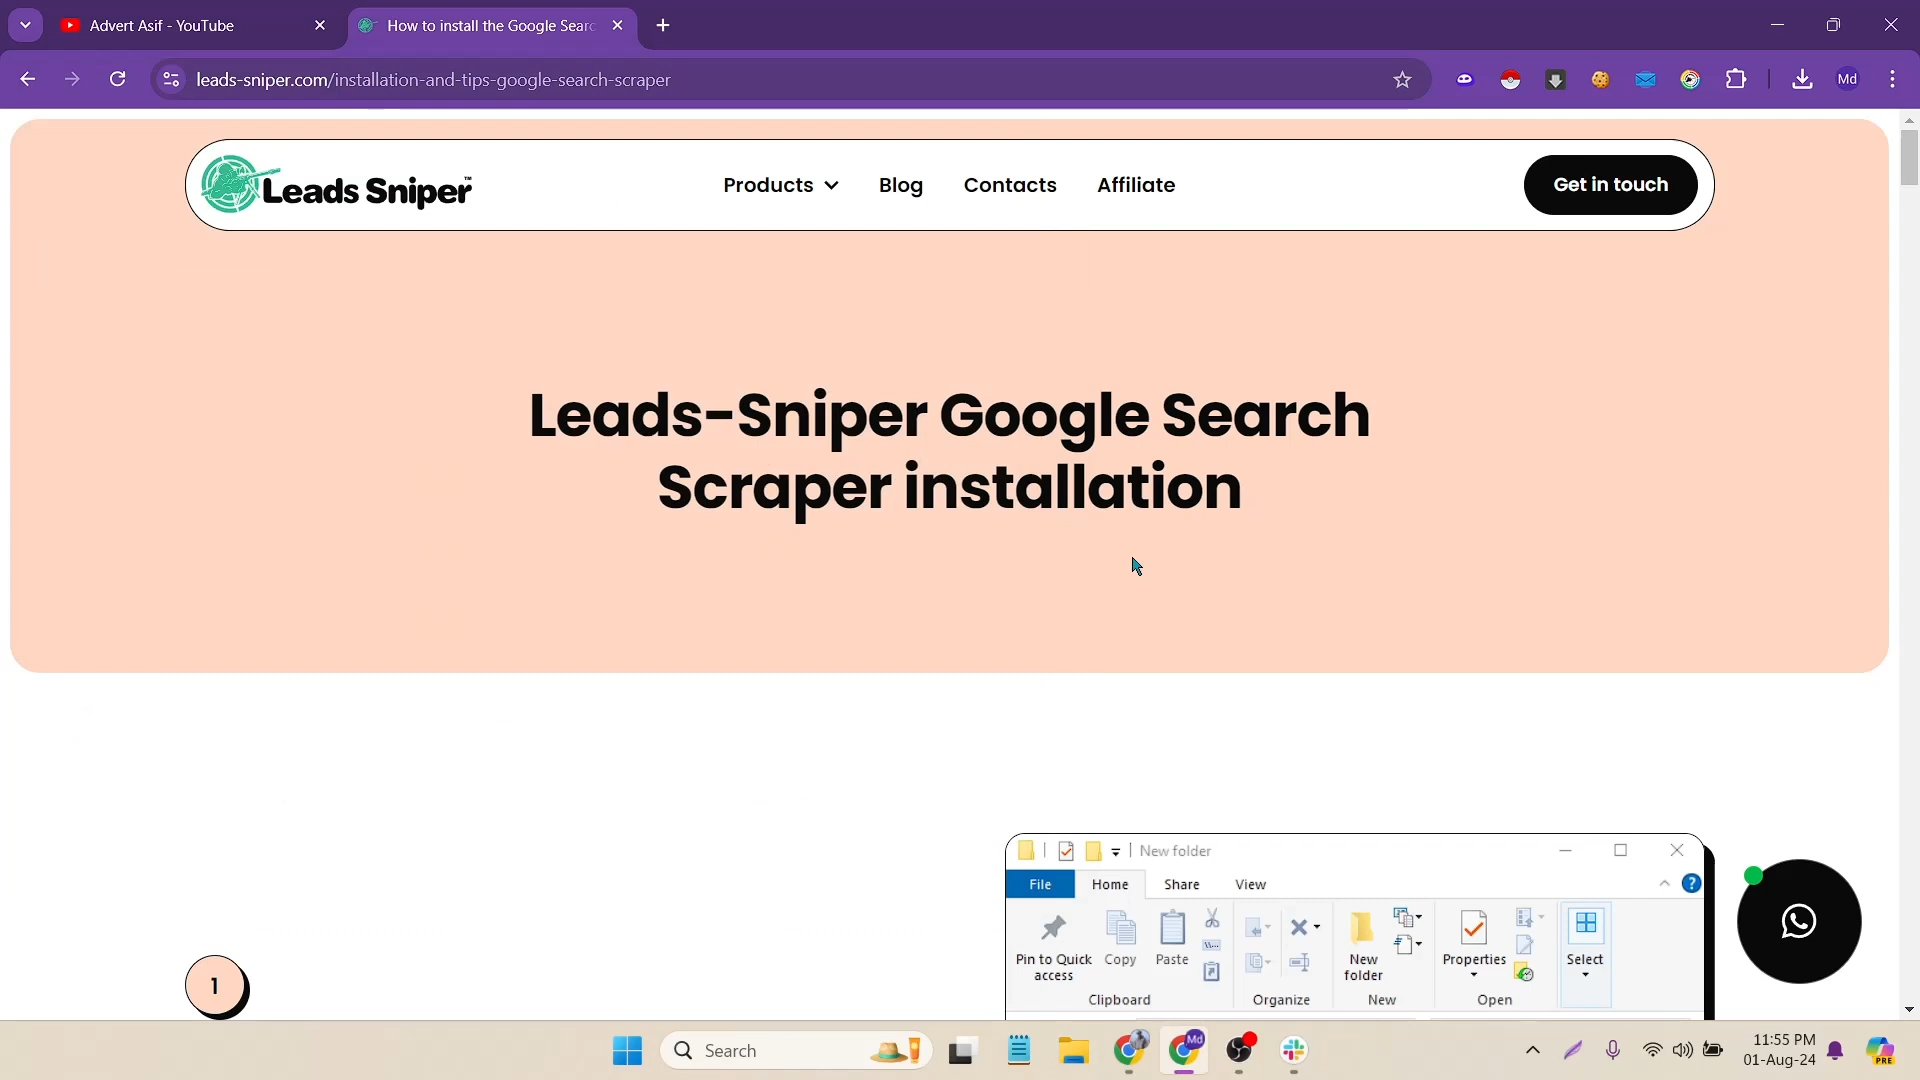 Advert Asif - YouTube
How to install the Google Searc
leads-sniper.com/installation-and-tips-google-search-scraper
Md
Leads Sniper™
Products
Blog
Contacts
Affiliate
Get in touch
Leads-Sniper Google Search
Scraper installation
New folder
File
Home
Share
View
Pin to Quick
access
Copy
Paste
New
folder
Properties
Select
Clipboard
Organize
New
Open
1
Search
Md
11:55 PM
01-Aug-24
PRE